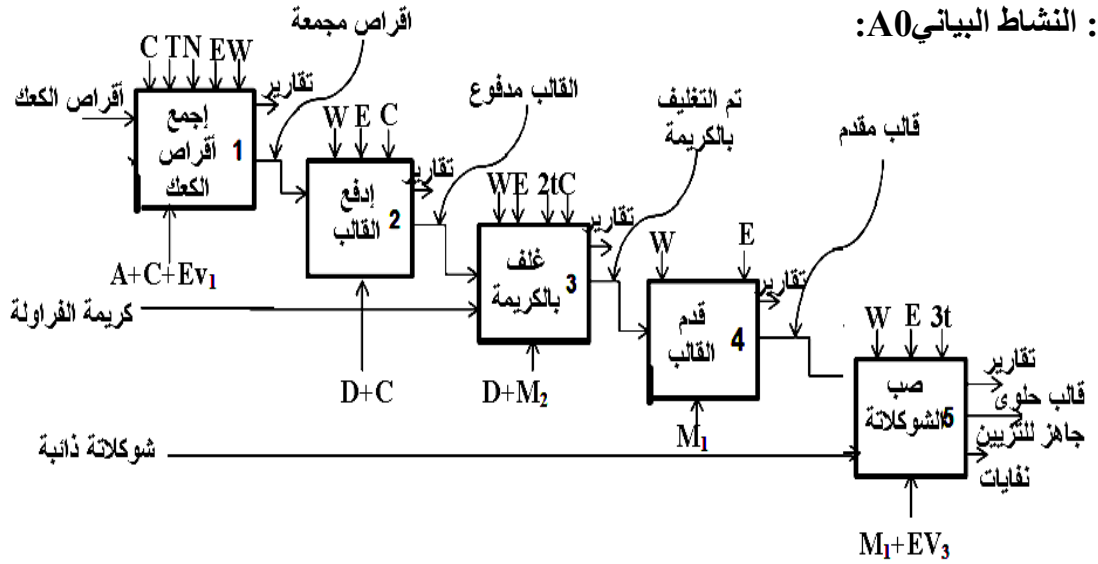 : النشاط البيانيA0:
اقراص مجمعة
C TN EW
تقارير
أقراص الكعك
إجمع أقراص الكعك 1
A+C+Ev₁
القالب مدفوع
W E C
تقارير
إدفع القالب 2
D+C
تم التغليف بالكريمة
WE 2tC
تقارير
غلف بالكريمة 3
D+M₂
كريمة الفراولة
قالب مقدم
W E
تقارير
قدم القالب 4
M₁
W E 3t
تقارير
صب الشوكلاتة 5
قالب حلوى
جاهز للتزيين
نفايات
شوكلاتة ذائبة
M₁+EV₃